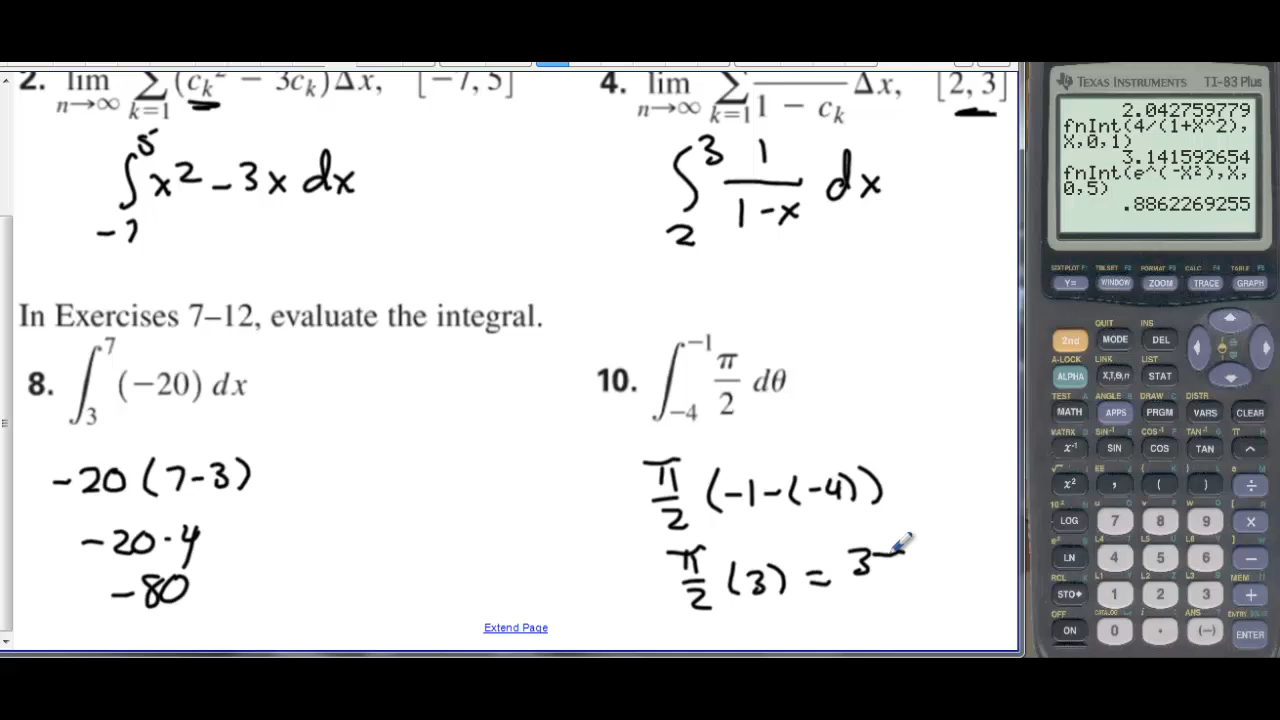 2. lim n→∞ ∑ k=1 (c_k² − 3c_k)Δx, [−7, 5]
∫_{-7}^{5} x² − 3x dx
4. lim n→∞ ∑ k=1 1 − c_k Δx, [2, 3]
∫_{2}^{3} 1/(1−x) dx
In Exercises 7–12, evaluate the integral.
8. ∫_{3}^{7} (−20) dx
−20 (7−3)
−20·4
−80
10. ∫_{−4}^{−1} π/2 dθ
π/2 (−1−(−4))
π/2 (3) = 3
Extend Page
TEXAS INSTRUMENTS TI-83 Plus
2.042759779
fnInt(4/(1+X^2),
X,0,1)
3.141592654
fnInt(e^(-X²),X,
0,5)
.8862269255
STAT PLOT F1 TBLSET F2 FORMAT F3 CALC F4 TABLE F5
Y= WINDOW ZOOM TRACE GRAPH
QUIT INS
2nd MODE DEL
A-LOCK LINK LIST
ALPHA X,T,θ,n STAT
TEST A ANGLE B DRAW C DISTR
MATH APPS PRGM VARS CLEAR
MATRX D SIN⁻¹ E COS⁻¹ F TAN⁻¹ G π H
x⁻¹ SIN COS TAN ^
x² , ( ) ÷
LOG 7 8 9 ×
LN 4 5 6 −
RCL X L1 Y L2 Z L3 θ MEM "
STO▸ 1 2 3 +
OFF CATALOG i ANS ? ENTRY SOLVE
ON 0 . (−) ENTER